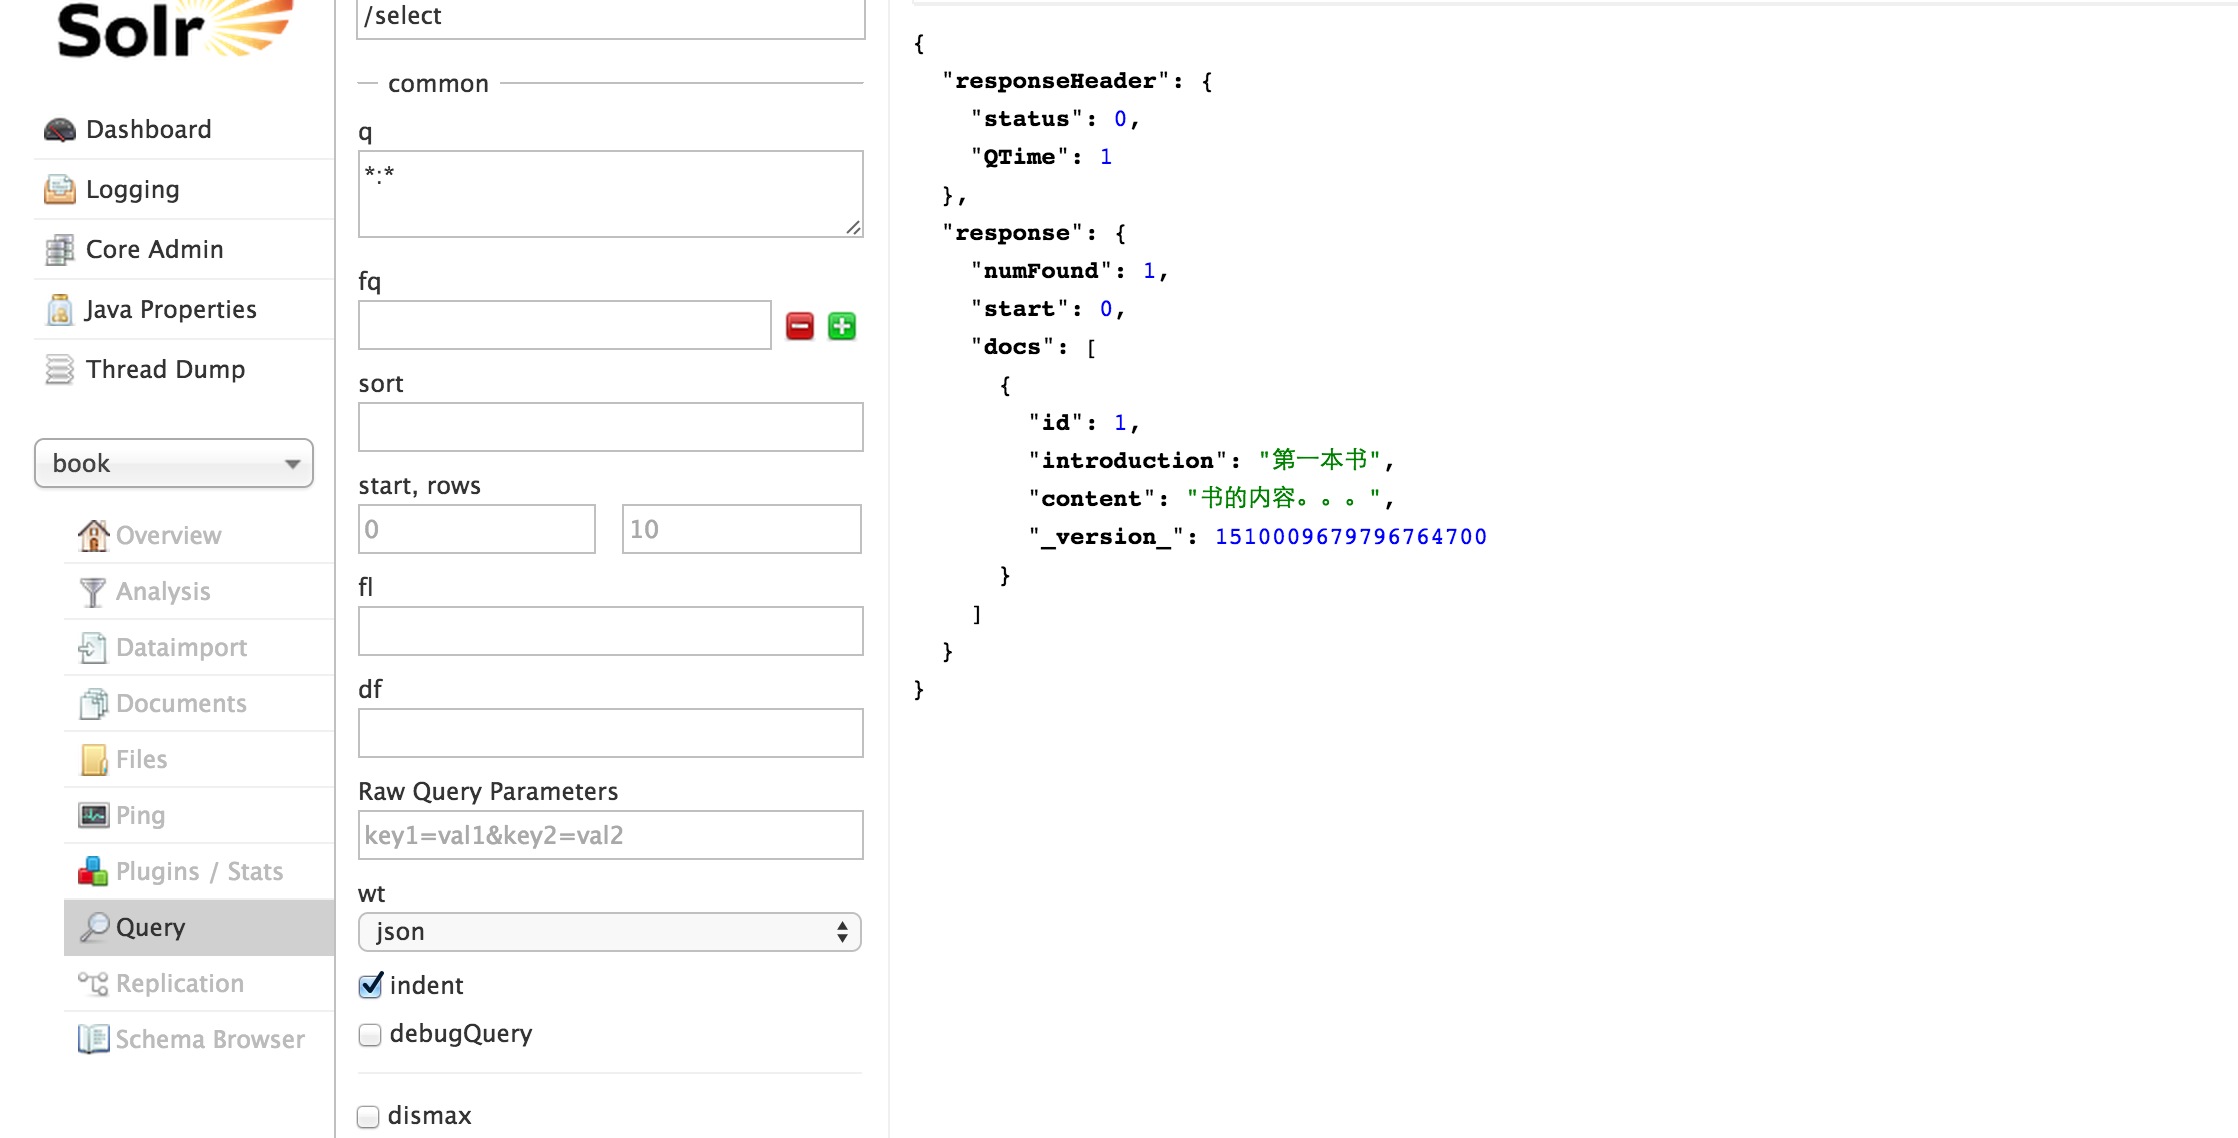 Solr
Dashboard
Logging
Core Admin
Java Properties
Thread Dump
book
Overview
Analysis
Dataimport
Documents
Files
Ping
Plugins / Stats
Query
Replication
Schema Browser
/select
common
q
*:*
fq
sort
start, rows
0 10
fl
df
Raw Query Parameters
key1=val1&key2=val2
wt
json
indent
debugQuery
dismax
{
"responseHeader": {
"status": 0,
"QTime": 1
},
"response": {
"numFound": 1,
"start": 0,
"docs": [
{
"id": 1,
"introduction": "第一本书",
"content": "书的内容。。。",
"_version_": 1510009679796764700
}
]
}
}